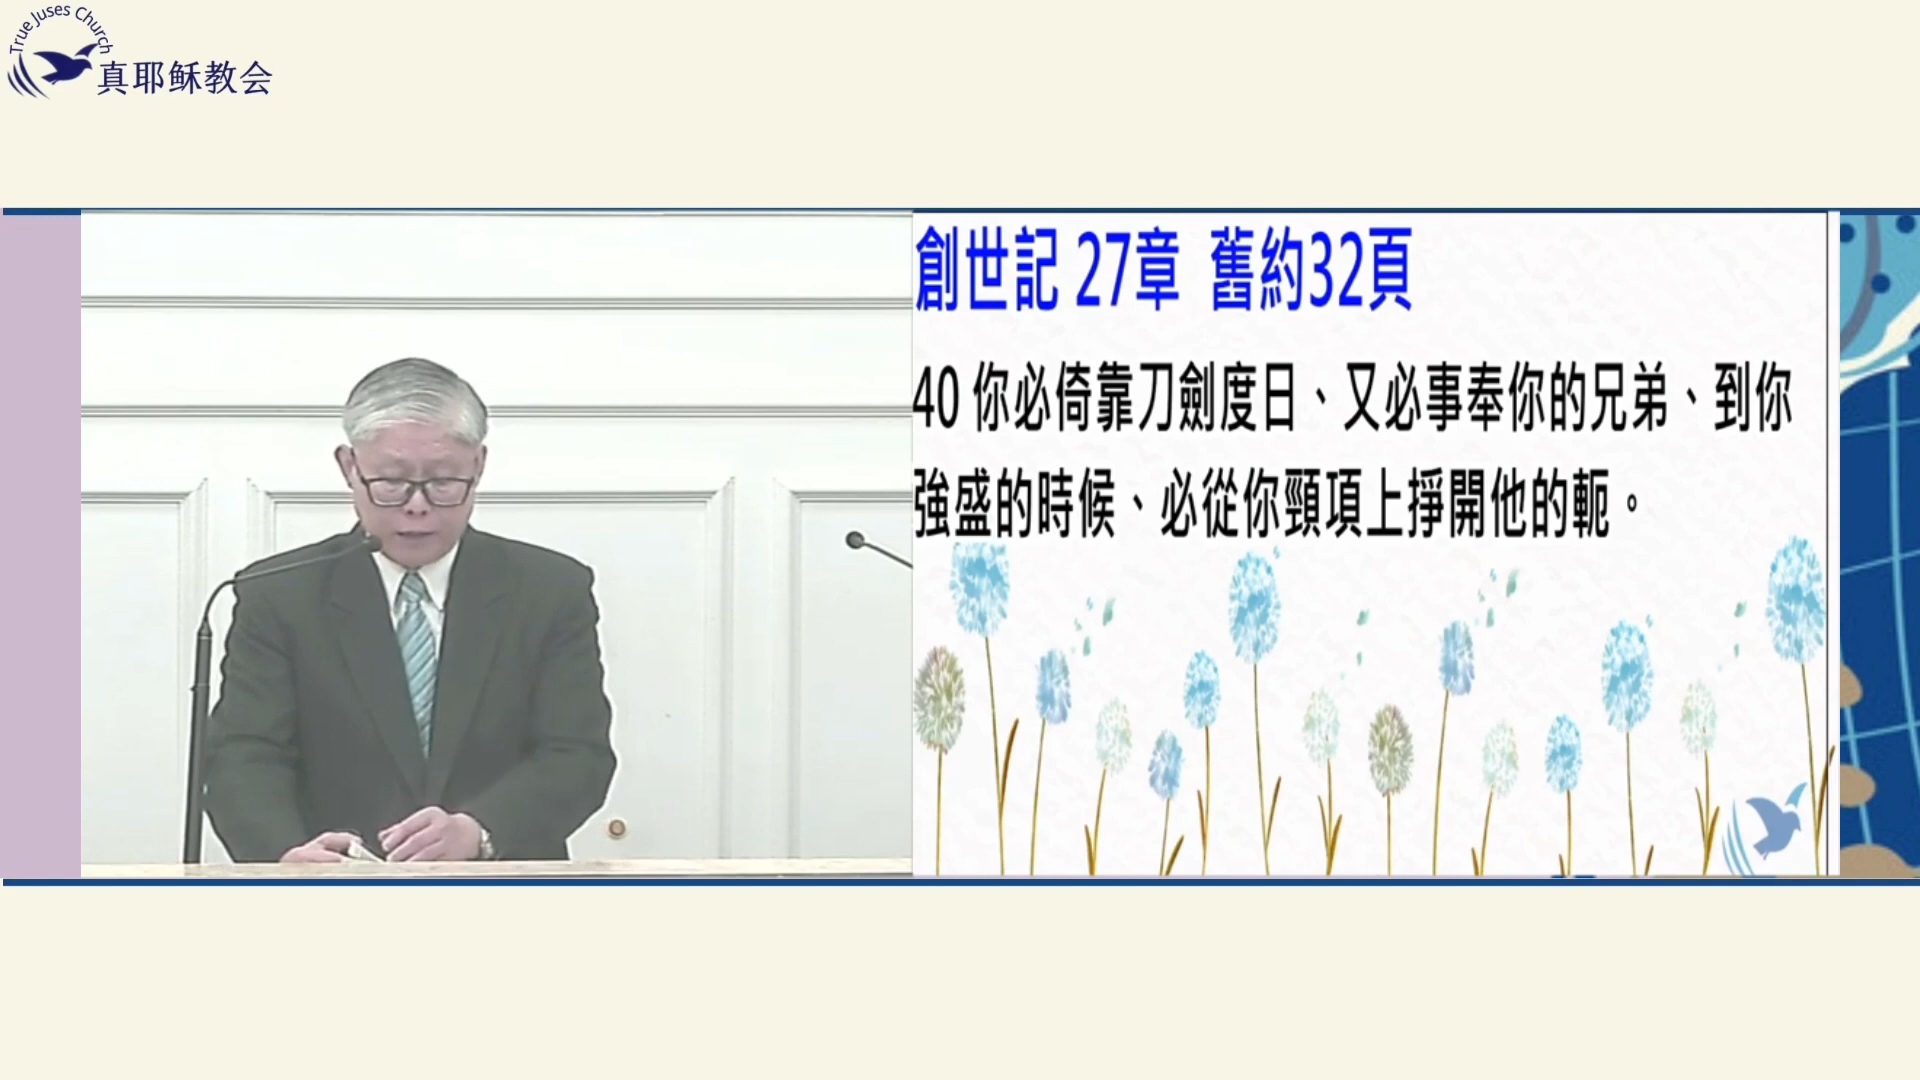 True Juses Church
真耶稣教会
創世記 27章 舊約32頁
40 你必倚靠刀劍度日、又必事奉你的兄弟、到你
強盛的時候、必從你頸項上掙開他的軛。